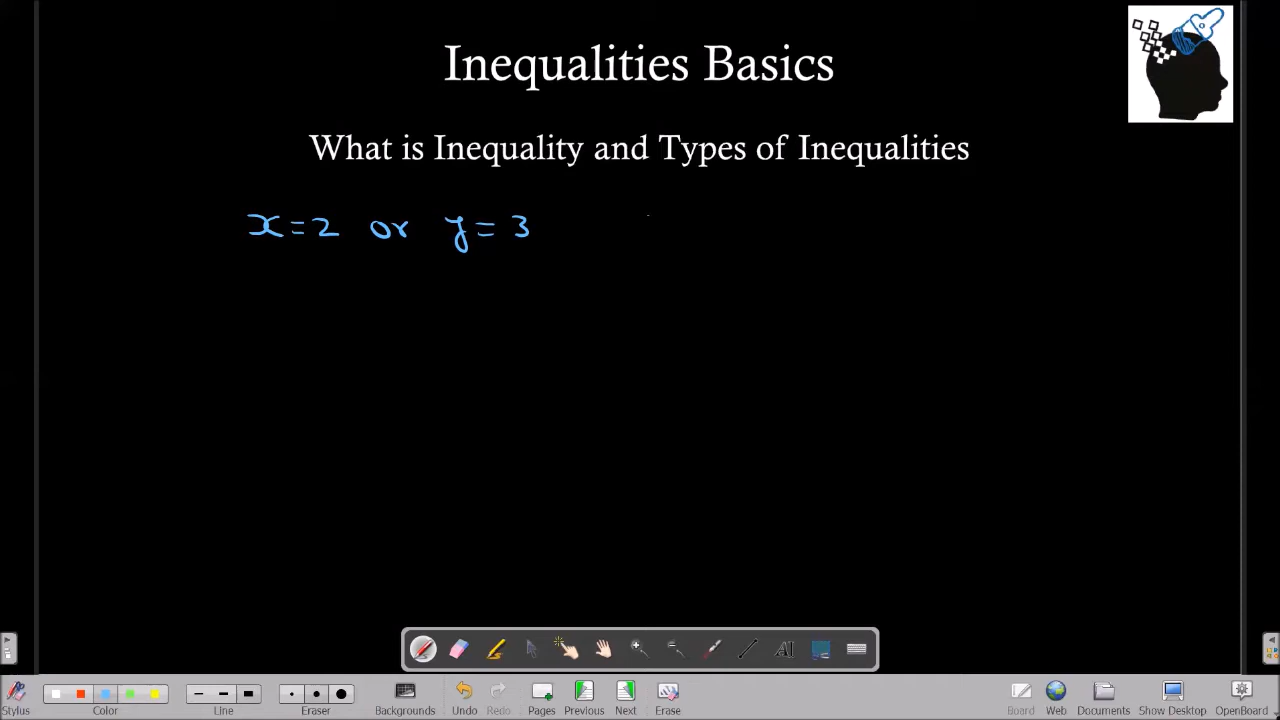 Inequalities Basics
What is Inequality and Types of Inequalities
x = 2 or y = 3
Stylus Color Line Eraser Backgrounds Undo Redo Pages Previous Next Erase Board Web Documents Show Desktop OpenBoard